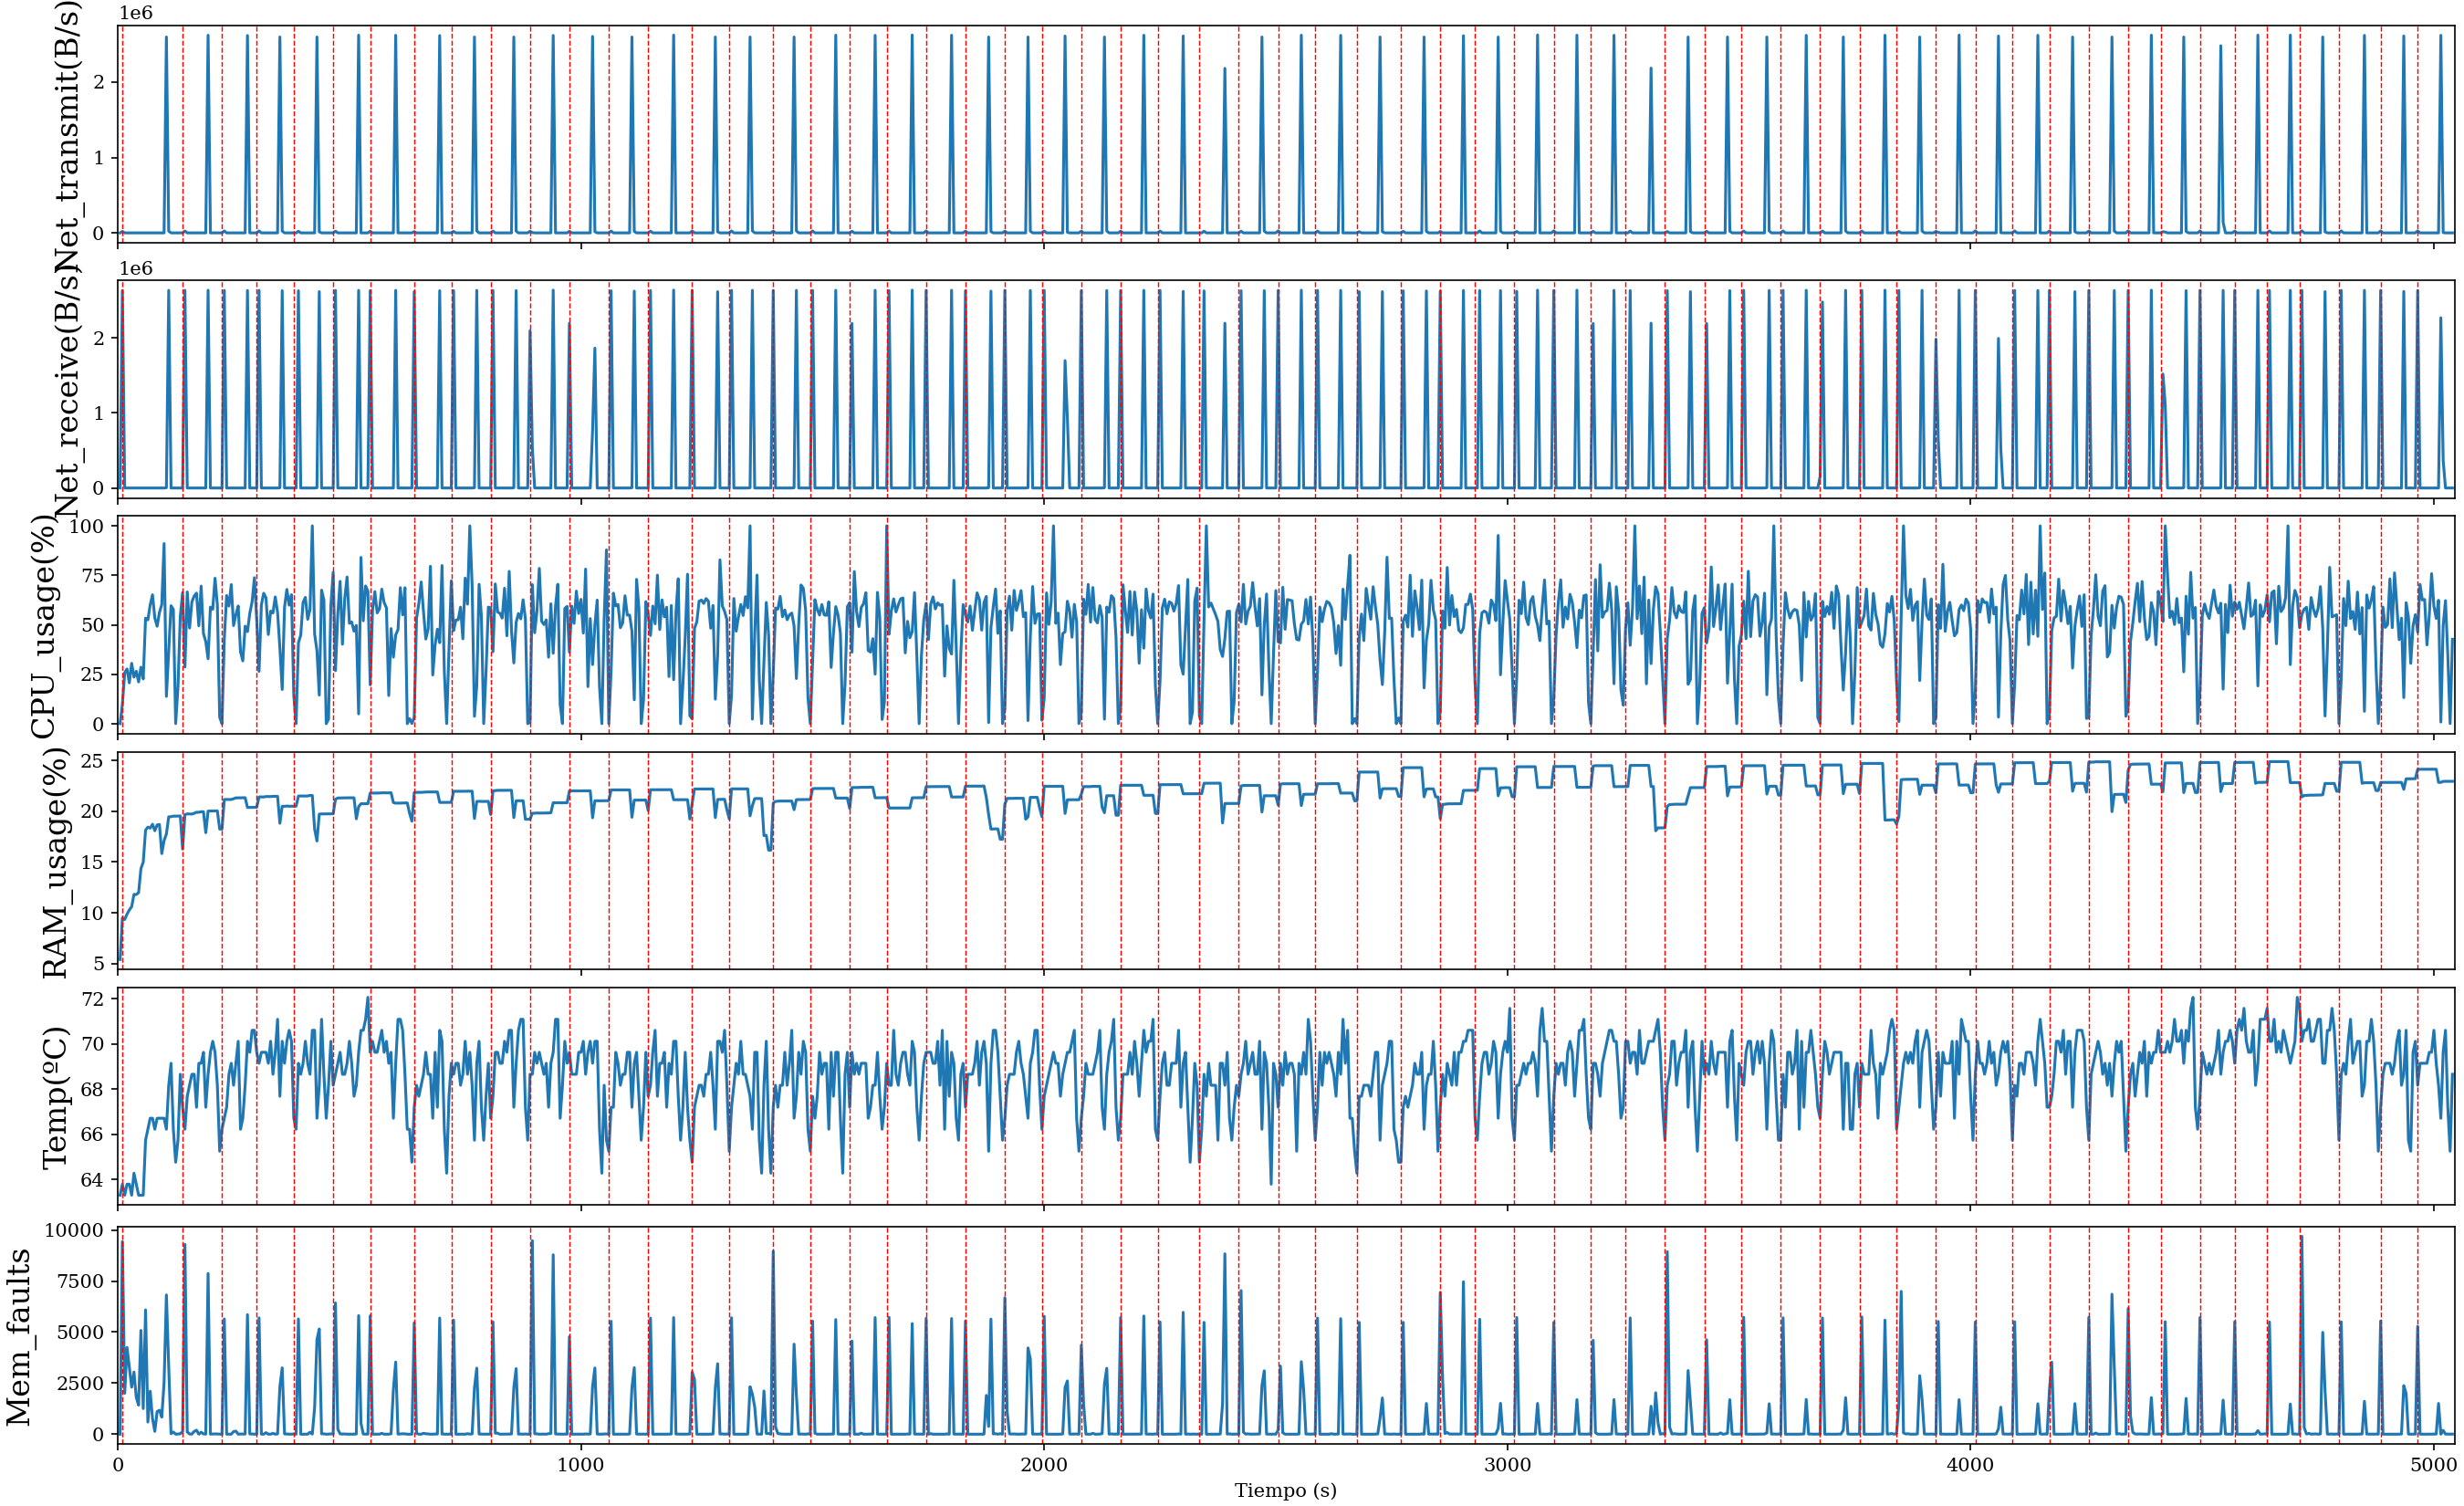 1e6
Net_transmit(B/s)
2
1
0
1e6
Net_receive(B/s)
2
1
0
CPU_usage(%)
100
75
50
25
0
RAM_usage(%)
25
20
15
10
5
Temp(ºC)
72
70
68
66
64
Mem_faults
10000
7500
5000
2500
0
0 1000 2000 3000 4000 5000
Tiempo (s)